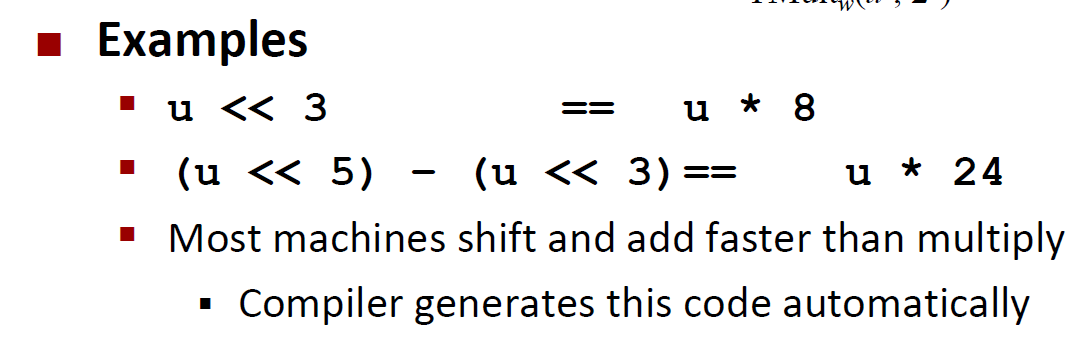 Examples
u << 3 == u * 8
(u << 5) - (u << 3) == u * 24
Most machines shift and add faster than multiply
Compiler generates this code automatically